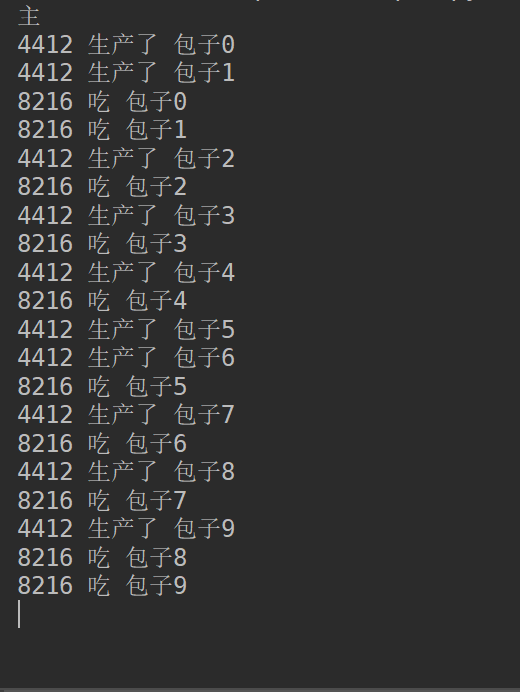 主
4412 生产了 包子0
4412 生产了 包子1
8216 吃 包子0
8216 吃 包子1
4412 生产了 包子2
8216 吃 包子2
4412 生产了 包子3
8216 吃 包子3
4412 生产了 包子4
8216 吃 包子4
4412 生产了 包子5
4412 生产了 包子6
8216 吃 包子5
4412 生产了 包子7
8216 吃 包子6
4412 生产了 包子8
8216 吃 包子7
4412 生产了 包子9
8216 吃 包子8
8216 吃 包子9